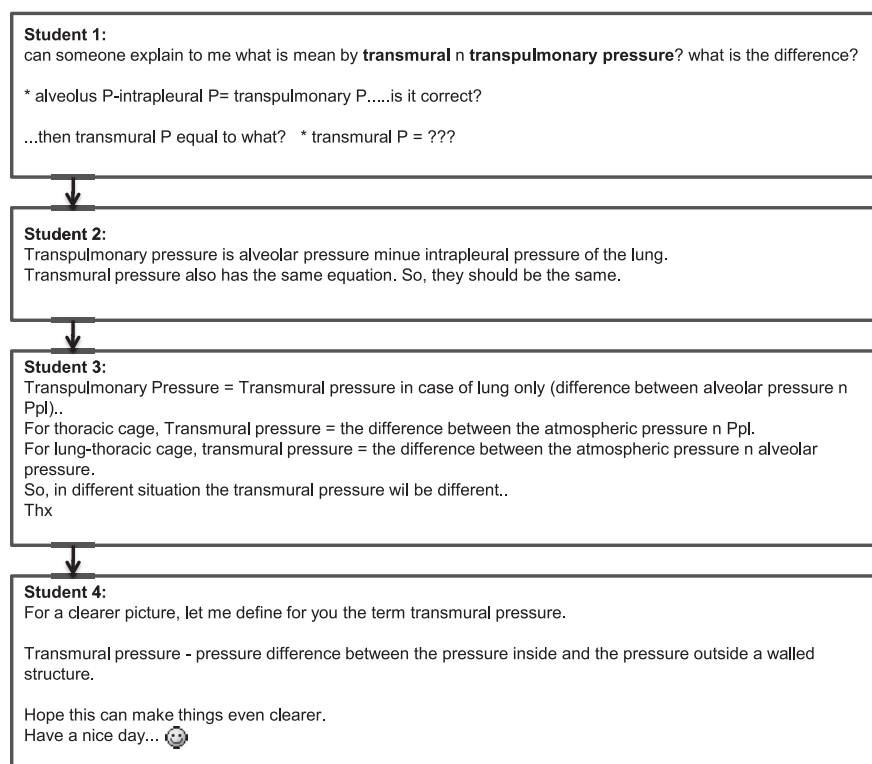 Student 1:
can someone explain to me what is mean by transmural n transpulmonary pressure? what is the difference?
* alveolus P-intrapleural P= transpulmonary P.....is it correct?
...then transmural P equal to what?   * transmural P = ???
Student 2:
Transpulmonary pressure is alveolar pressure minue intrapleural pressure of the lung.
Transmural pressure also has the same equation. So, they should be the same.
Student 3:
Transpulmonary Pressure = Transmural pressure in case of lung only (difference between alveolar pressure n
Ppl)..
For thoracic cage, Transmural pressure = the difference between the atmospheric pressure n Ppl.
For lung-thoracic cage, transmural pressure = the difference between the atmospheric pressure n alveolar
pressure.
So, in different situation the transmural pressure wil be different..
Thx
Student 4:
For a clearer picture, let me define for you the term transmural pressure.
Transmural pressure - pressure difference between the pressure inside and the pressure outside a walled
structure.
Hope this can make things even clearer.
Have a nice day...